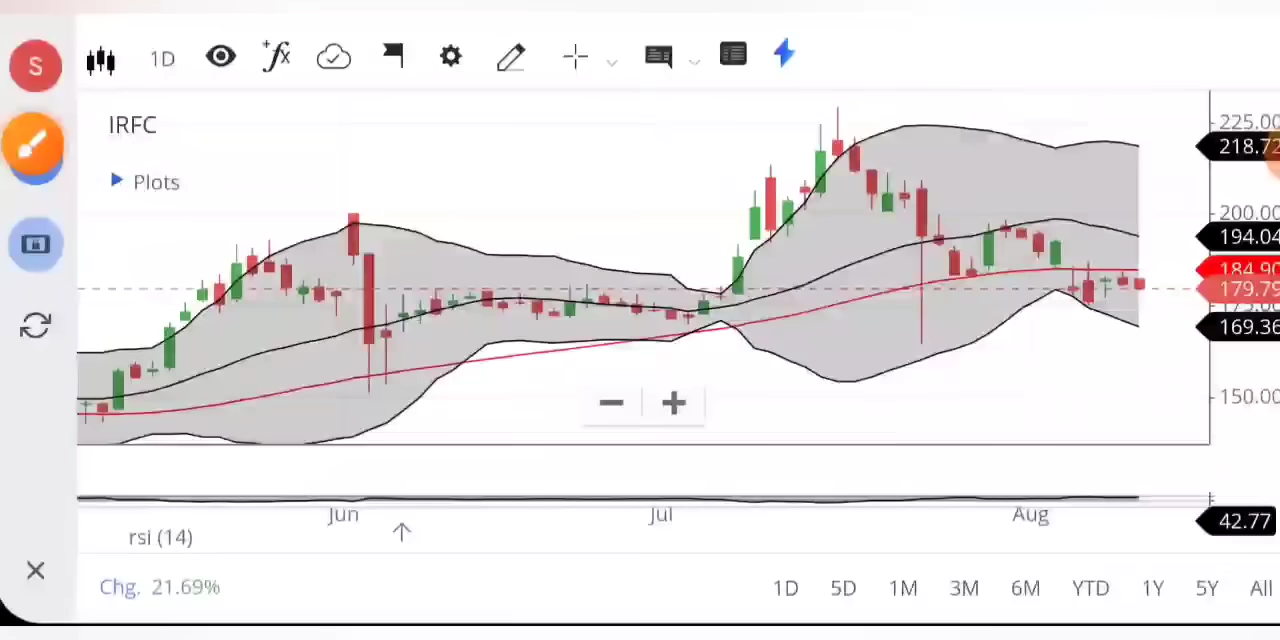 S
1D
IRFC
Plots
225.00
218.72
200.00
194.04
184.90
179.79
169.36
150.00
Jun
Jul
Aug
rsi (14)
42.77
Chg. 21.69%
1D 5D 1M 3M 6M YTD 1Y 5Y All